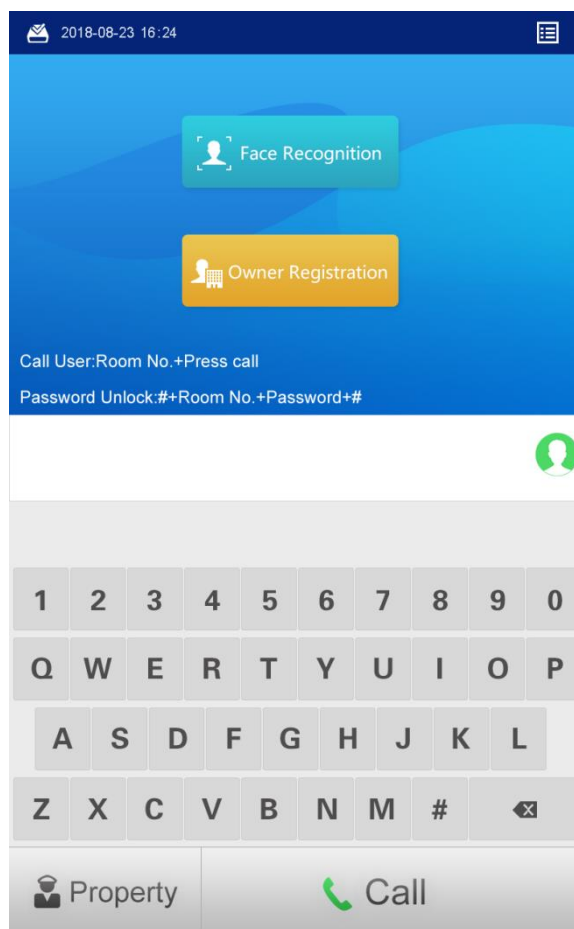 2018-08-23 16:24
Face Recognition
Owner Registration
Call User:Room No.+Press call
Password Unlock:#+Room No.+Password+#
1 2 3 4 5 6 7 8 9 0
Q W E R T Y U I O P
A S D F G H J K L
Z X C V B N M #
Property Call